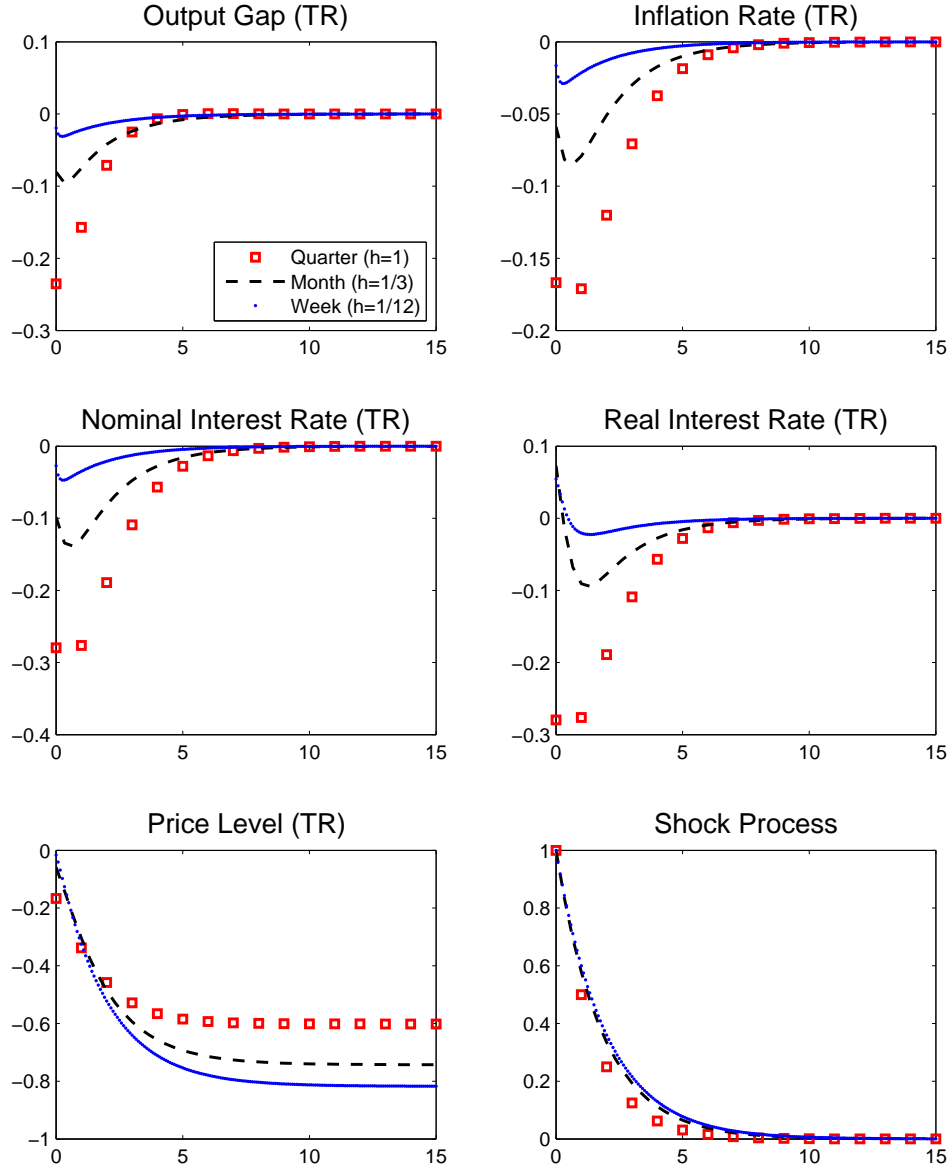 Output Gap (TR)
0.1
0
−0.1
−0.2
−0.3
0 5 10 15
Quarter (h=1)
Month (h=1/3)
Week (h=1/12)
Inflation Rate (TR)
0
−0.05
−0.1
−0.15
−0.2
0 5 10 15
Nominal Interest Rate (TR)
0
−0.1
−0.2
−0.3
−0.4
0 5 10 15
Real Interest Rate (TR)
0.1
0
−0.1
−0.2
−0.3
0 5 10 15
Price Level (TR)
0
−0.2
−0.4
−0.6
−0.8
−1
0 5 10 15
Shock Process
1
0.8
0.6
0.4
0.2
0
0 5 10 15